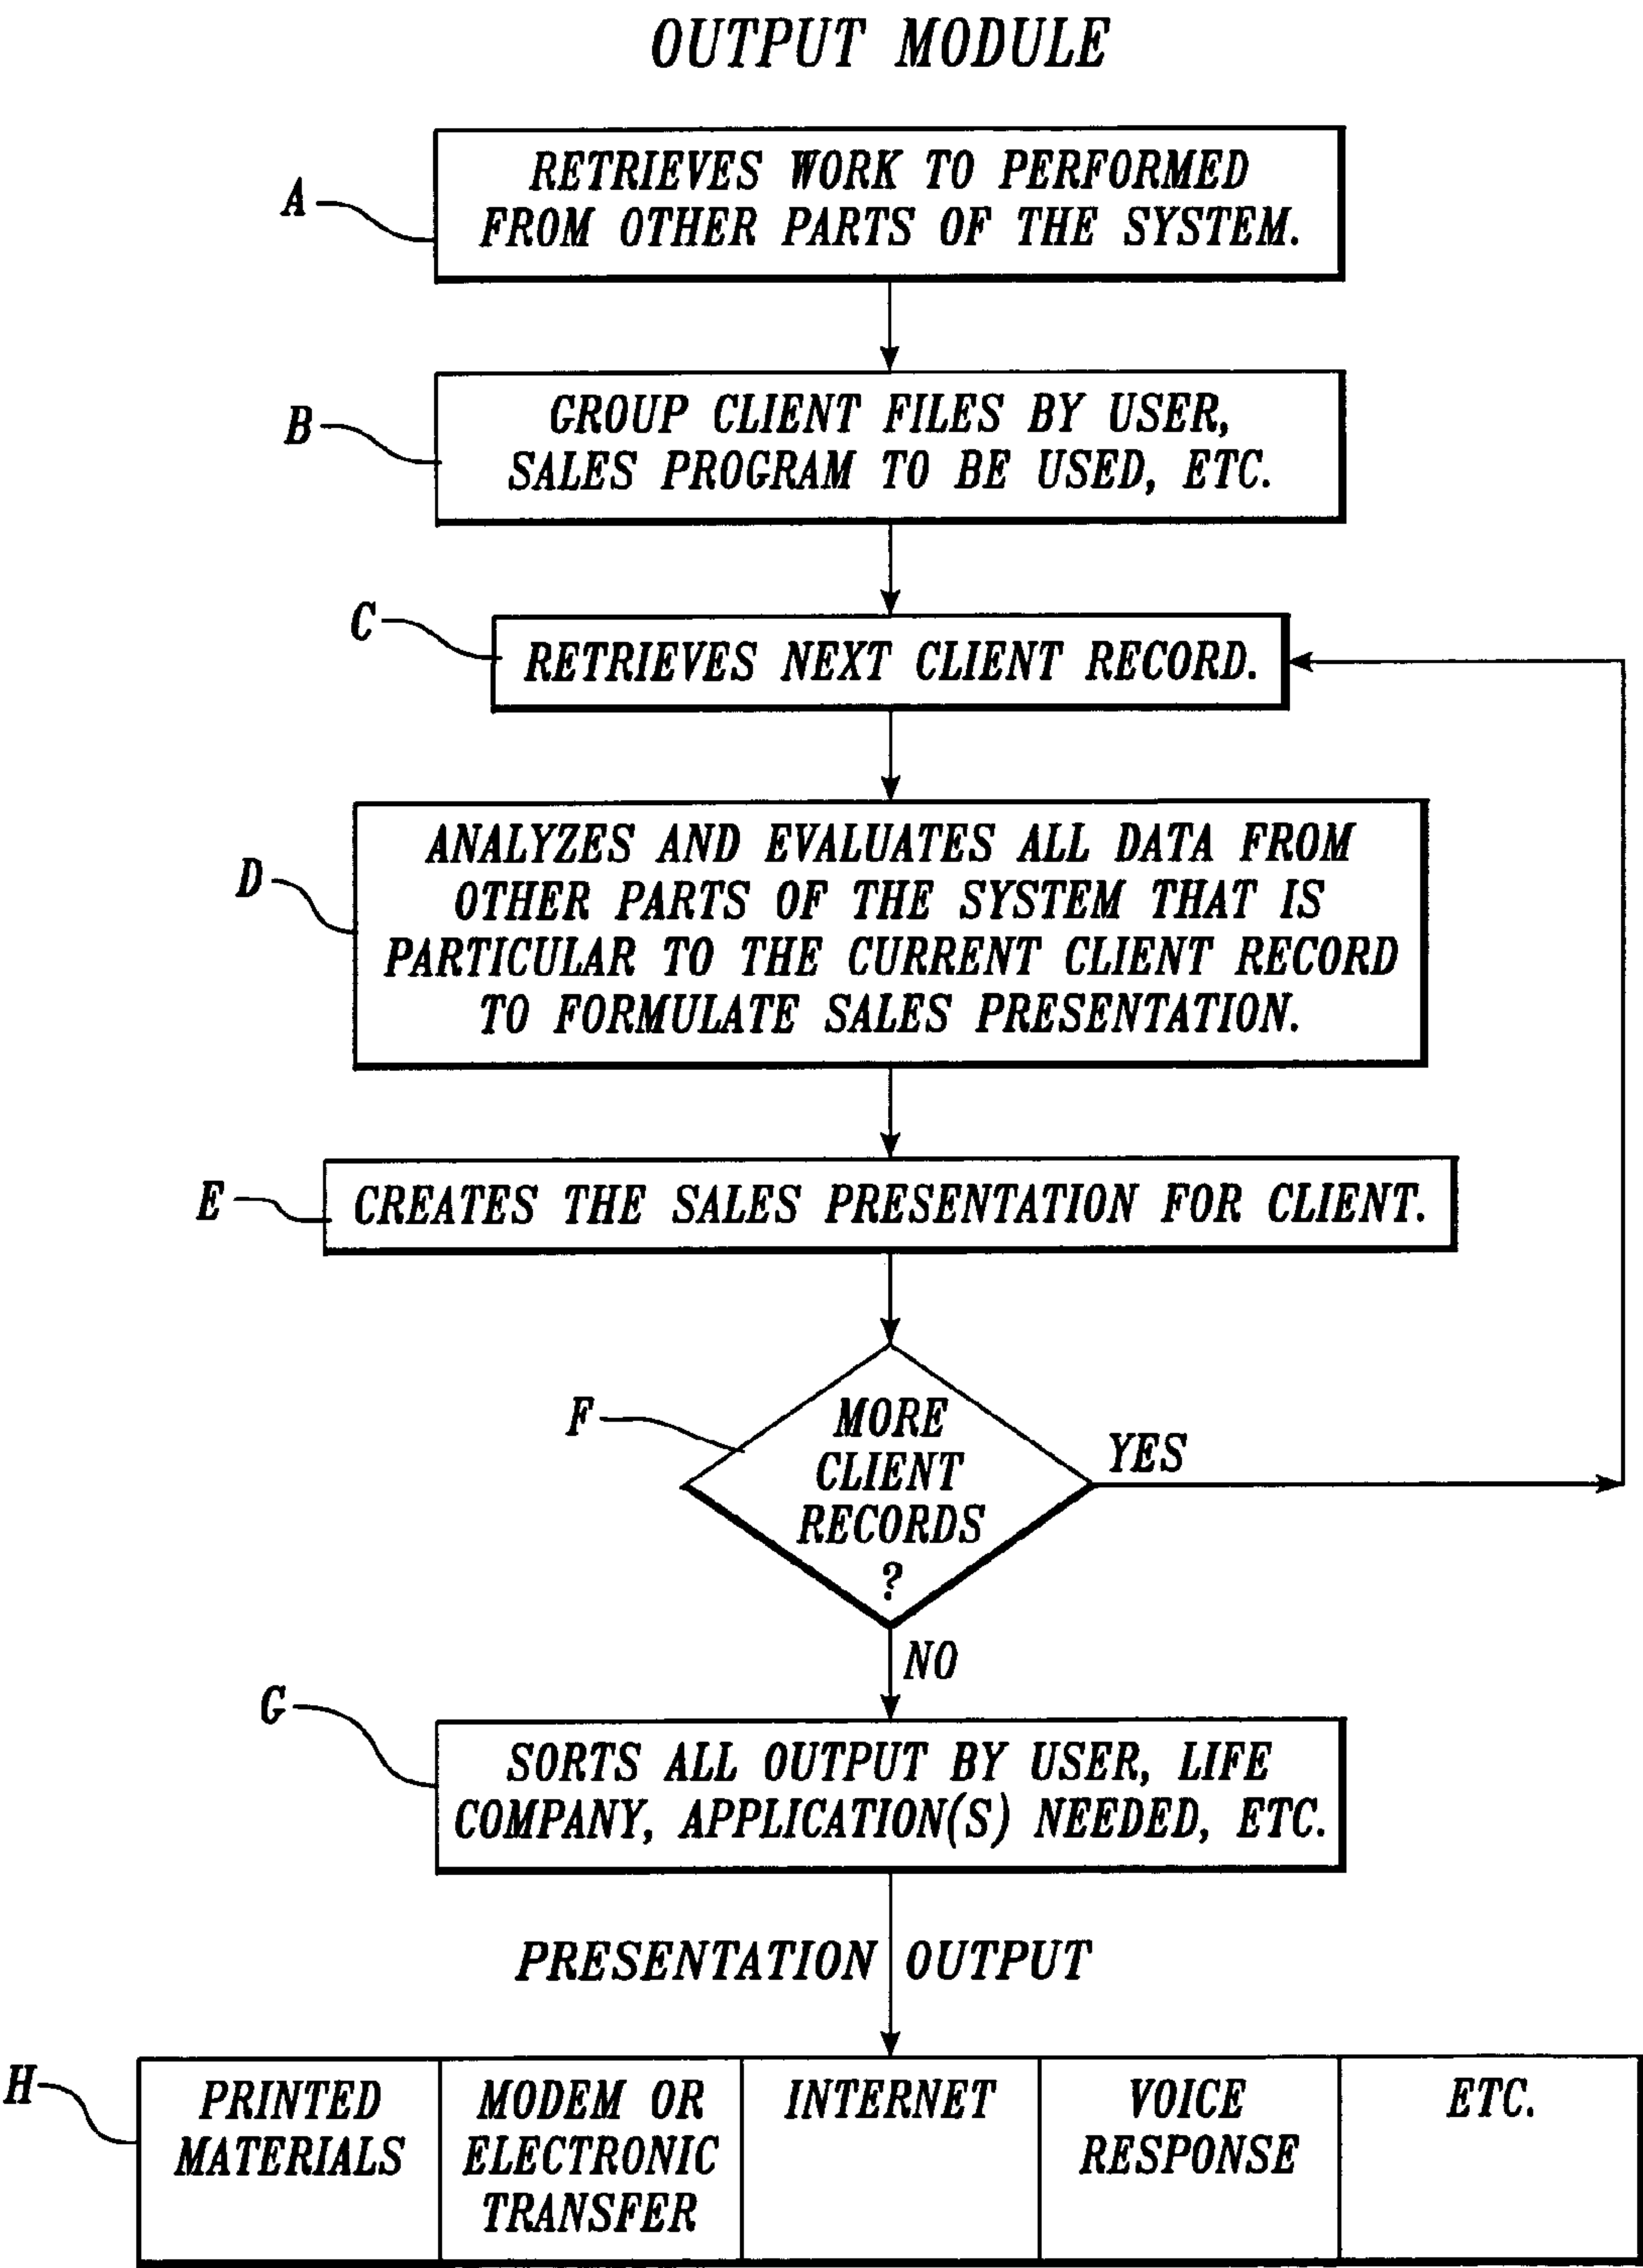 OUTPUT MODULE
A
RETRIEVES WORK TO PERFORMED
FROM OTHER PARTS OF THE SYSTEM.
B
GROUP CLIENT FILES BY USER,
SALES PROGRAM TO BE USED, ETC.
C
RETRIEVES NEXT CLIENT RECORD.
D
ANALYZES AND EVALUATES ALL DATA FROM
OTHER PARTS OF THE SYSTEM THAT IS
PARTICULAR TO THE CURRENT CLIENT RECORD
TO FORMULATE SALES PRESENTATION.
E
CREATES THE SALES PRESENTATION FOR CLIENT.
F
MORE
CLIENT
RECORDS
?
YES
NO
G
SORTS ALL OUTPUT BY USER, LIFE
COMPANY, APPLICATION(S) NEEDED, ETC.
PRESENTATION OUTPUT
H
PRINTED
MATERIALS
MODEM OR
ELECTRONIC
TRANSFER
INTERNET
VOICE
RESPONSE
ETC.